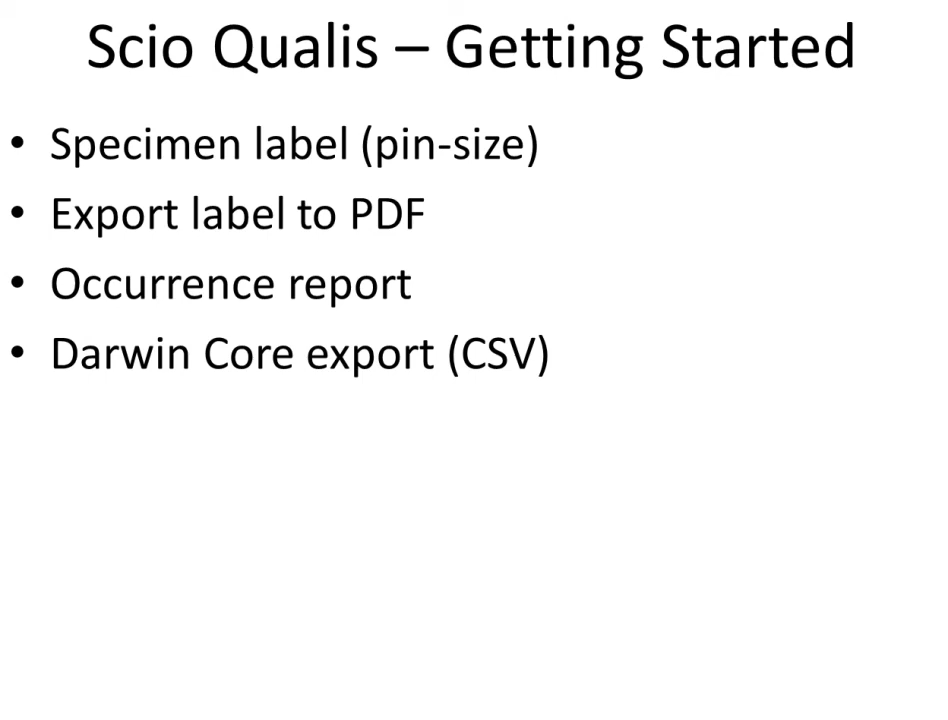 Scio Qualis – Getting Started
• Specimen label (pin-size)
• Export label to PDF
• Occurrence report
• Darwin Core export (CSV)